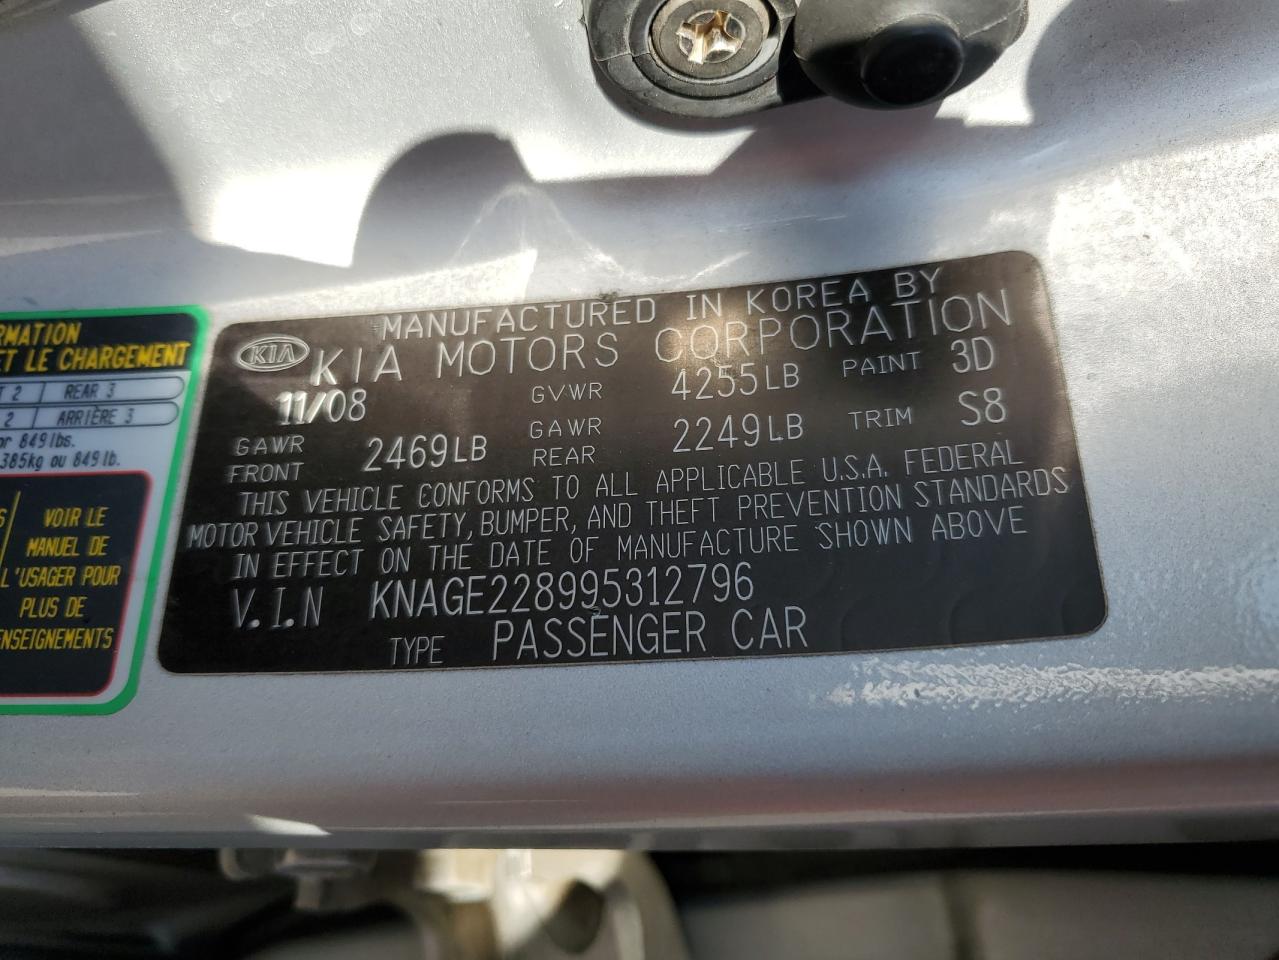 RMATION
ET LE CHARGEMENT
T 2 REAR 3
2 ARRIÈRE 3
or 849 lbs.
385kg ou 849 lb.
VOIR LE
MANUEL DE
L'USAGER POUR
PLUS DE
ENSEIGNEMENTS
MANUFACTURED IN KOREA BY
KIA KIA MOTORS CORPORATION
11/08 GVWR 4255LB PAINT 3D
GAWR FRONT 2469LB GAWR REAR 2249LB TRIM S8
THIS VEHICLE CONFORMS TO ALL APPLICABLE U.S.A. FEDERAL
MOTOR VEHICLE SAFETY, BUMPER, AND THEFT PREVENTION STANDARDS
IN EFFECT ON THE DATE OF MANUFACTURE SHOWN ABOVE
V.I.N KNAGE228995312796
TYPE PASSENGER CAR